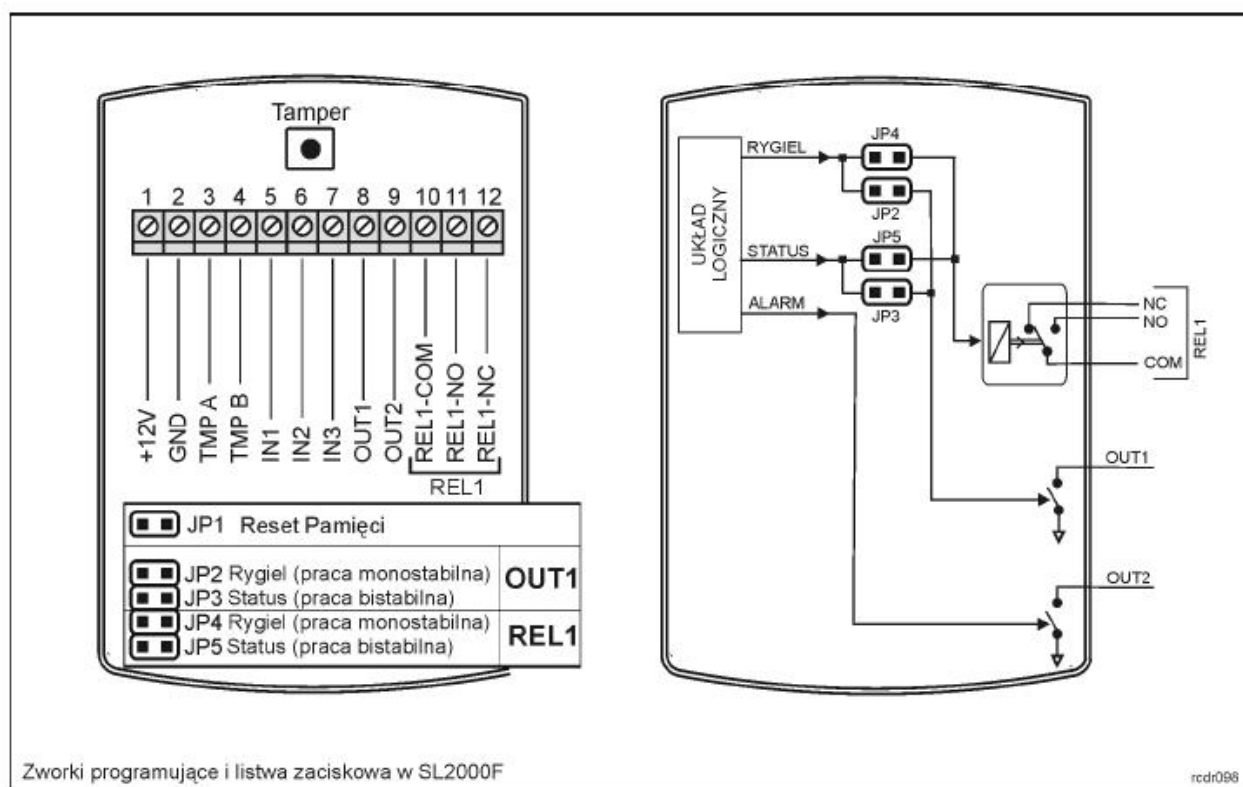 Tamper
1 2 3 4 5 6 7 8 9 10 11 12
+12V
GND
TMP A
TMP B
IN1
IN2
IN3
OUT1
OUT2
REL1-COM
REL1-NO
REL1-NC
REL1
JP1 Reset Pamięci
JP2 Rygiel (praca monostabilna)
JP3 Status (praca bistabilna)
OUT1
JP4 Rygiel (praca monostabilna)
JP5 Status (praca bistabilna)
REL1
UKŁAD
LOGICZNY
RYGIEL
JP4
JP2
STATUS
JP5
JP3
ALARM
NC
NO
COM
REL1
OUT1
OUT2
Zworki programujące i listwa zaciskowa w SL2000F
rcdr098